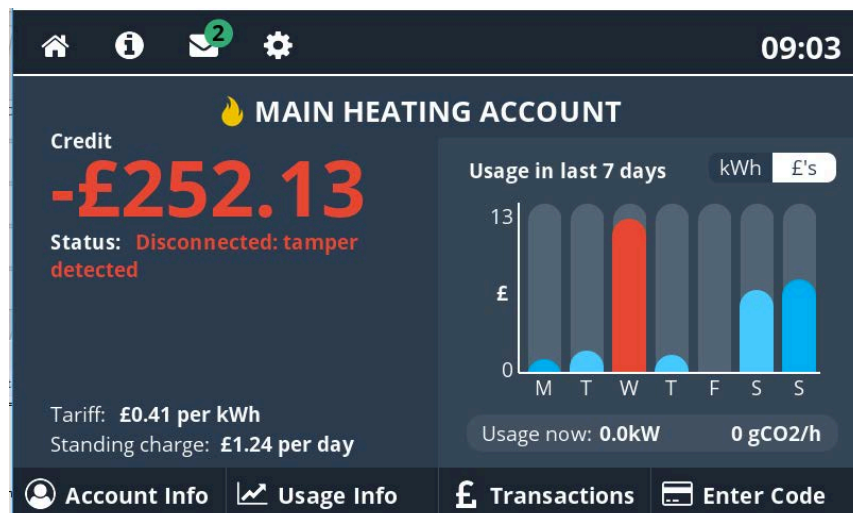 2
09:03
MAIN HEATING ACCOUNT
Credit
-£252.13
Status: Disconnected: tamper
detected
Tariff: £0.41 per kWh
Standing charge: £1.24 per day
Usage in last 7 days
kWh £'s
13
£
0
M T W T F S S
Usage now: 0.0kW 0 gCO2/h
Account Info Usage Info £ Transactions Enter Code